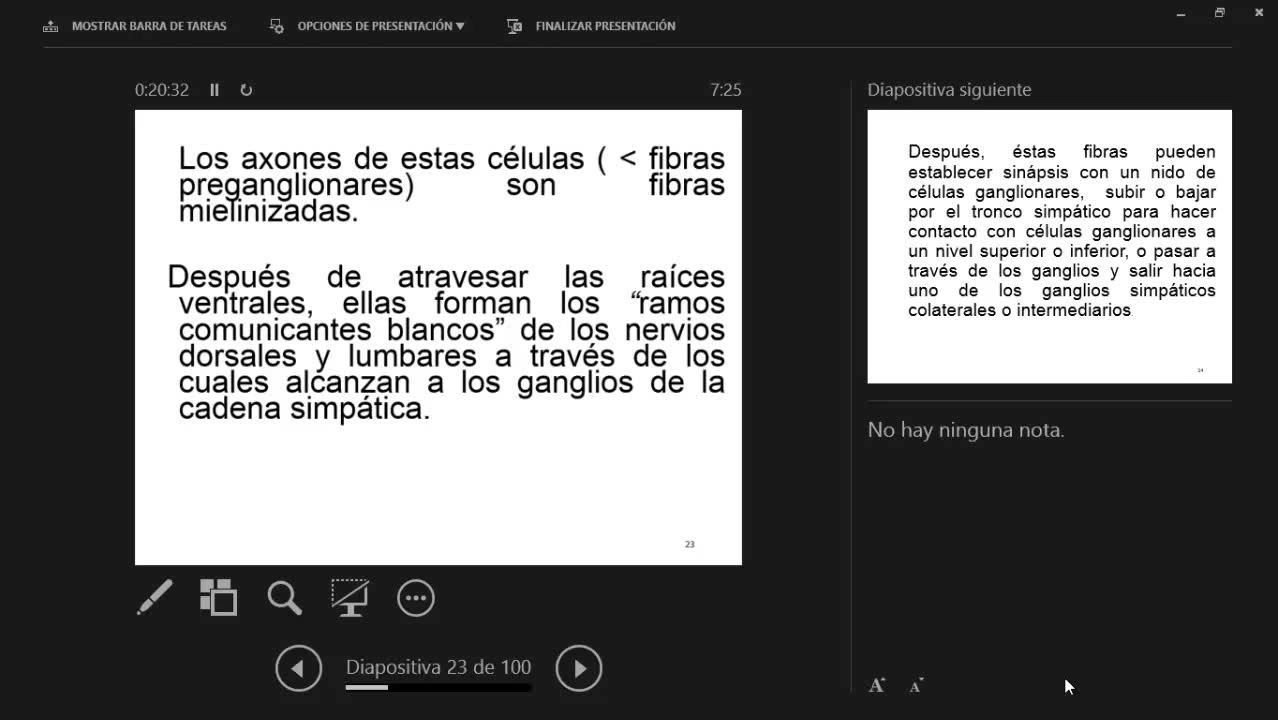 MOSTRAR BARRA DE TAREAS
OPCIONES DE PRESENTACIÓN
FINALIZAR PRESENTACIÓN
0:20:32
7:25
Los axones de estas células ( < fibras
preganglionares) son fibras
mielinizadas.
Después de atravesar las raíces
ventrales, ellas forman los “ramos
comunicantes blancos” de los nervios
dorsales y lumbares a través de los
cuales alcanzan a los ganglios de la
cadena simpática.
23
Diapositiva 23 de 100
Diapositiva siguiente
Después, éstas fibras pueden
establecer sinápsis con un nido de
células ganglionares, subir o bajar
por el tronco simpático para hacer
contacto con células ganglionares a
un nivel superior o inferior, o pasar a
través de los ganglios y salir hacia
uno de los ganglios simpáticos
colaterales o intermediarios
24
No hay ninguna nota.
A A